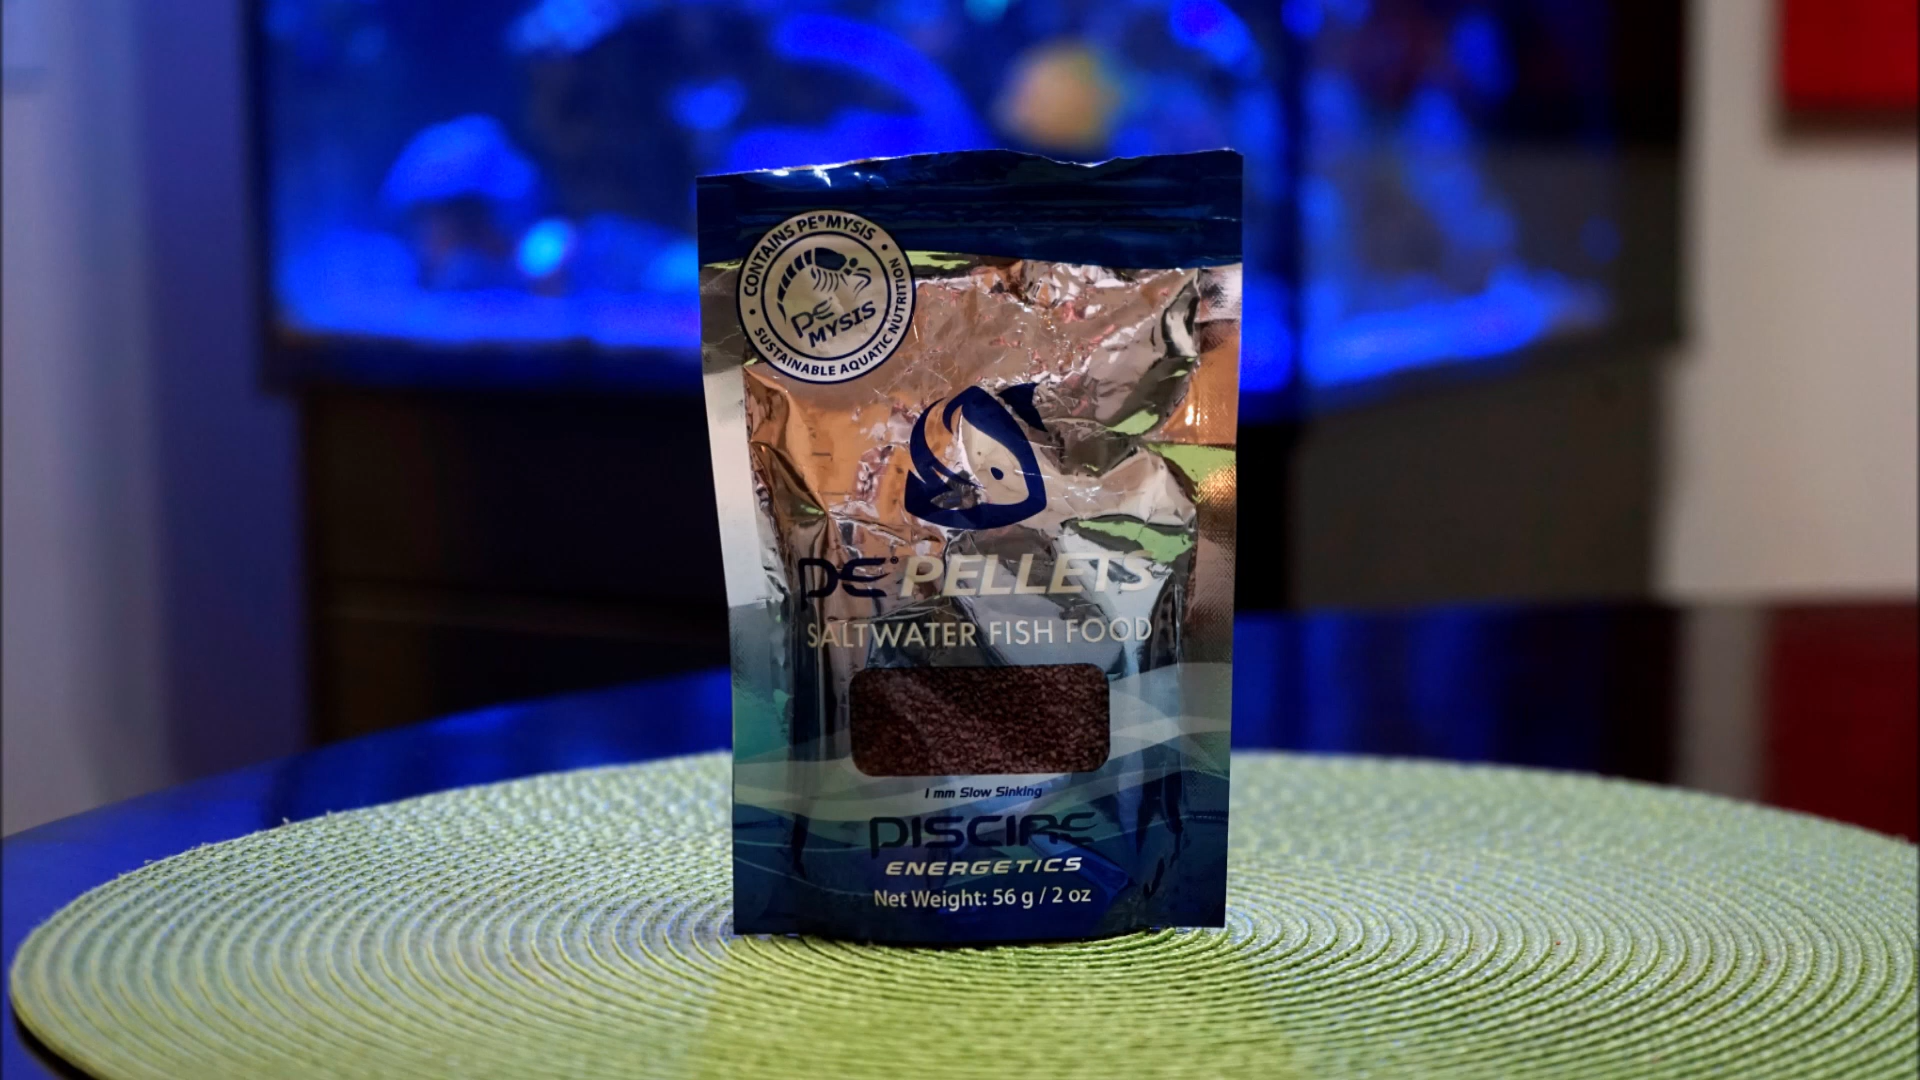 CONTAINS PE® MYSIS
PE
MYSIS
SUSTAINABLE AQUATIC NUTRITION
PE® PELLETS
SALTWATER FISH FOOD
1 mm Slow Sinking
PISCINE
ENERGETICS
Net Weight: 56 g / 2 oz